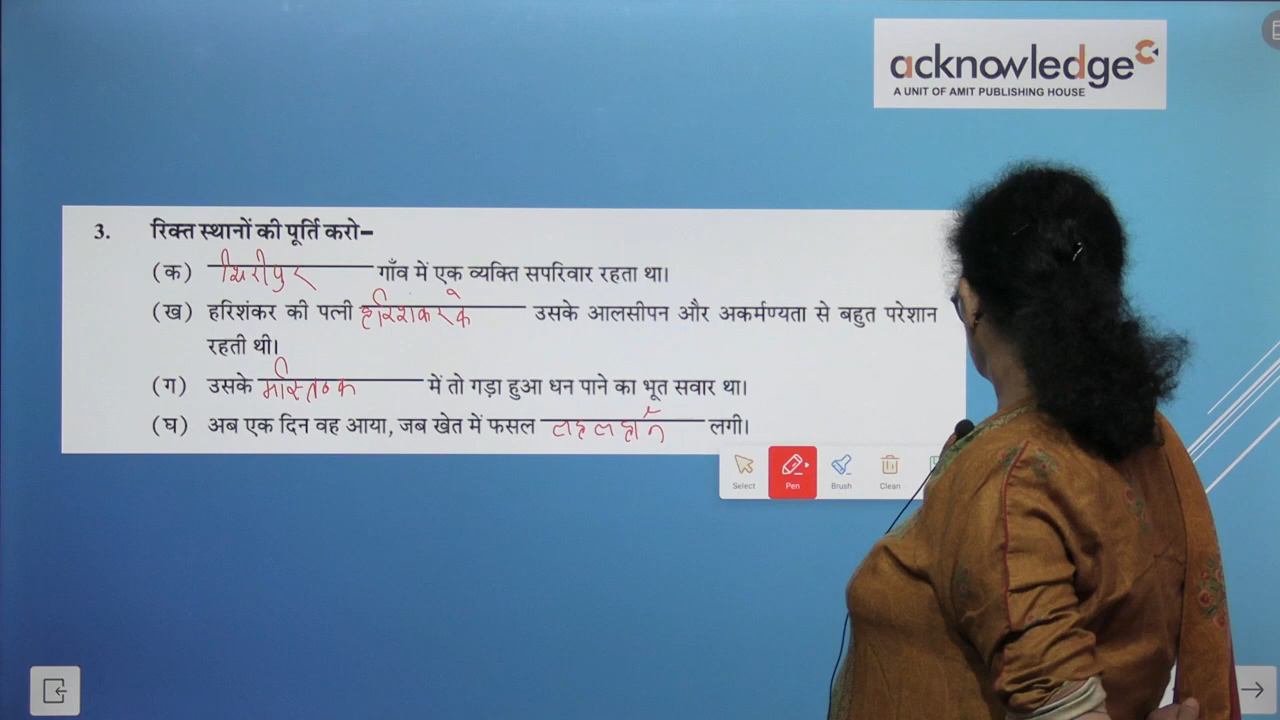 acknowledge
A UNIT OF AMIT PUBLISHING HOUSE
3. रिक्त स्थानों की पूर्ति करो–
(क) मिरीपुर गाँव में एक व्यक्ति सपरिवार रहता था।
(ख) हरिशंकर की पत्नी हरिशंकर के उसके आलसीपन और अकर्मण्यता से बहुत परेशान
रहती थी।
(ग) उसके मस्तिष्क में तो गड़ा हुआ धन पाने का भूत सवार था।
(घ) अब एक दिन वह आया, जब खेत में फसल लहलहाने लगी।
Select Pen Brush Clean